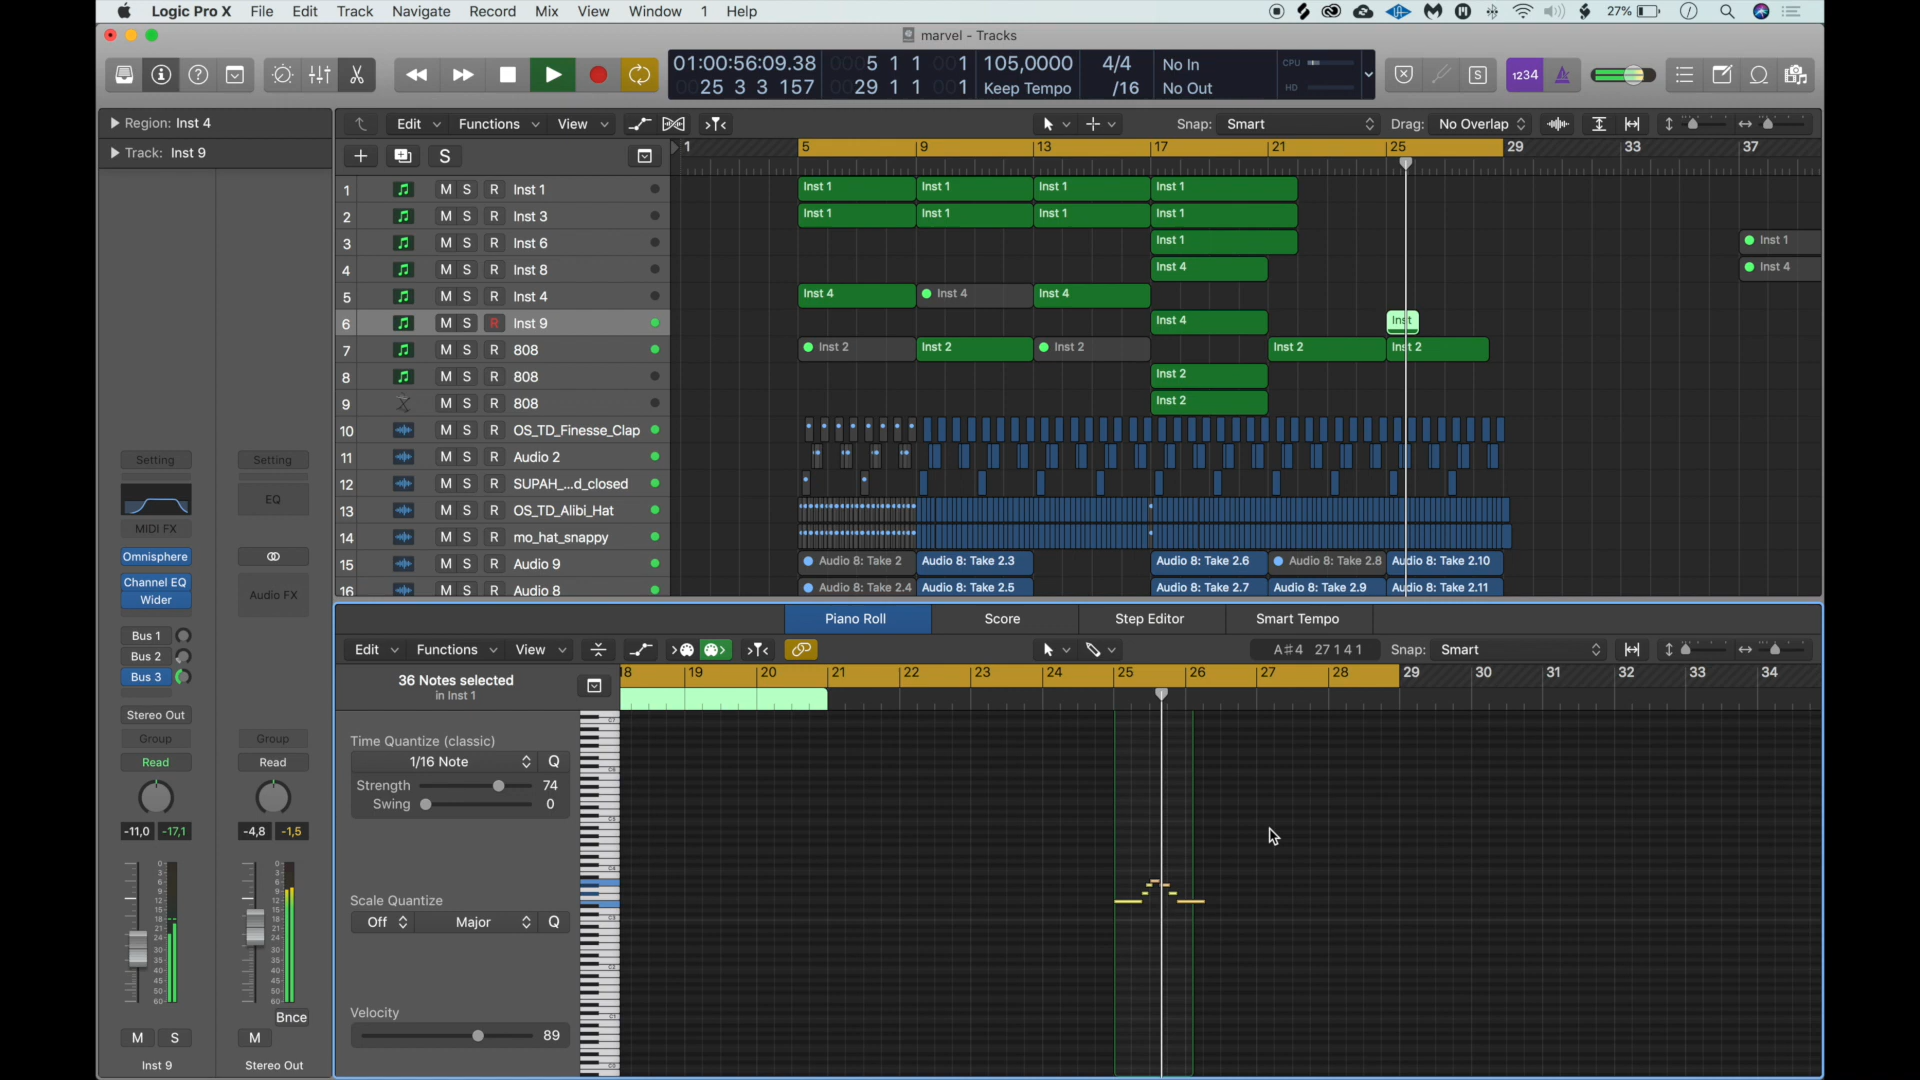 Logic Pro X File Edit Track Navigate Record Mix View Window 1 Help
27%
marvel - Tracks
01:00:56:09.38 0005 1 1 001 105,0000 4/4 No In CPU
0025 3 3 157 0029 1 1 001 Keep Tempo /16 No Out HD
S 1234
Region: Inst 4
Track: Inst 9
Edit Functions View Snap: Smart Drag: No Overlap
S
1 5 9 13 17 21 25 29 33 37
1 M S R Inst 1 Inst 1 Inst 1 Inst 1 Inst 1
2 M S R Inst 3 Inst 1 Inst 1 Inst 1 Inst 1
3 M S R Inst 6 Inst 1 Inst 1
4 M S R Inst 8 Inst 4 Inst 4
5 M S R Inst 4 Inst 4 Inst 4 Inst 4
6 M S R Inst 9 Inst 4 Inst
7 M S R 808 Inst 2 Inst 2 Inst 2 Inst 2 Inst 2
8 M S R 808 Inst 2
9 M S R 808 Inst 2
10 M S R OS_TD_Finesse_Clap
11 M S R Audio 2
12 M S R SUPAH_...d_closed
13 M S R OS_TD_Alibi_Hat
14 M S R mo_hat_snappy
15 M S R Audio 9 Audio 8: Take 2 Audio 8: Take 2.3 Audio 8: Take 2.6 Audio 8: Take 2.8 Audio 8: Take 2.10
16 M S R Audio 8 Audio 8: Take 2.4 Audio 8: Take 2.5 Audio 8: Take 2.7 Audio 8: Take 2.9 Audio 8: Take 2.11
Setting Setting
EQ
MIDI FX
Omnisphere
Channel EQ
Wider
Audio FX
Bus 1
Bus 2
Bus 3
Stereo Out
Group Group
Read Read
-11,0 -17,1 -4,8 -1,5
Bnce
M S M
Inst 9 Stereo Out
Piano Roll Score Step Editor Smart Tempo
Edit Functions View A#4 27 1 4 1 Snap: Smart
18 19 20 21 22 23 24 25 26 27 28 29 30 31 32 33 34
36 Notes selected
in Inst 1
Time Quantize (classic)
1/16 Note Q
Strength 74
Swing 0
Scale Quantize
Off Major Q
Velocity
89